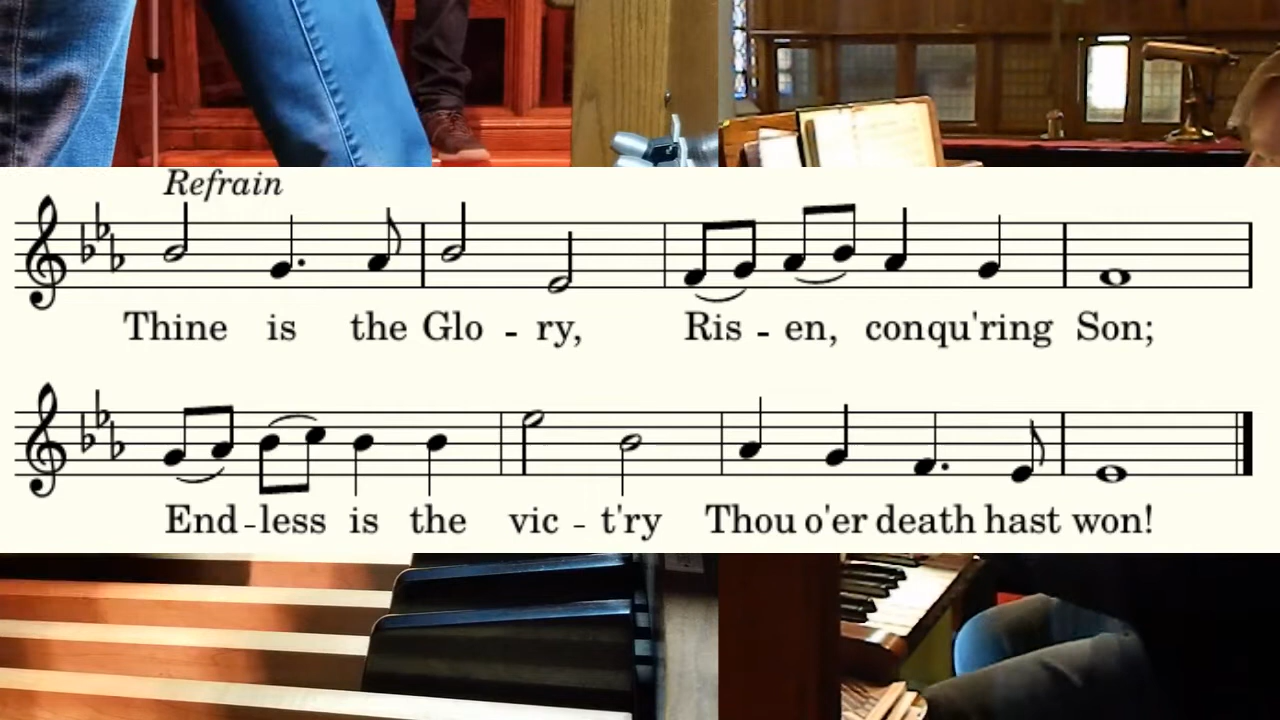 Refrain
Thine is the Glo - ry, Ris - en, conqu'ring Son;
End - less is the vic - t'ry Thou o'er death hast won!